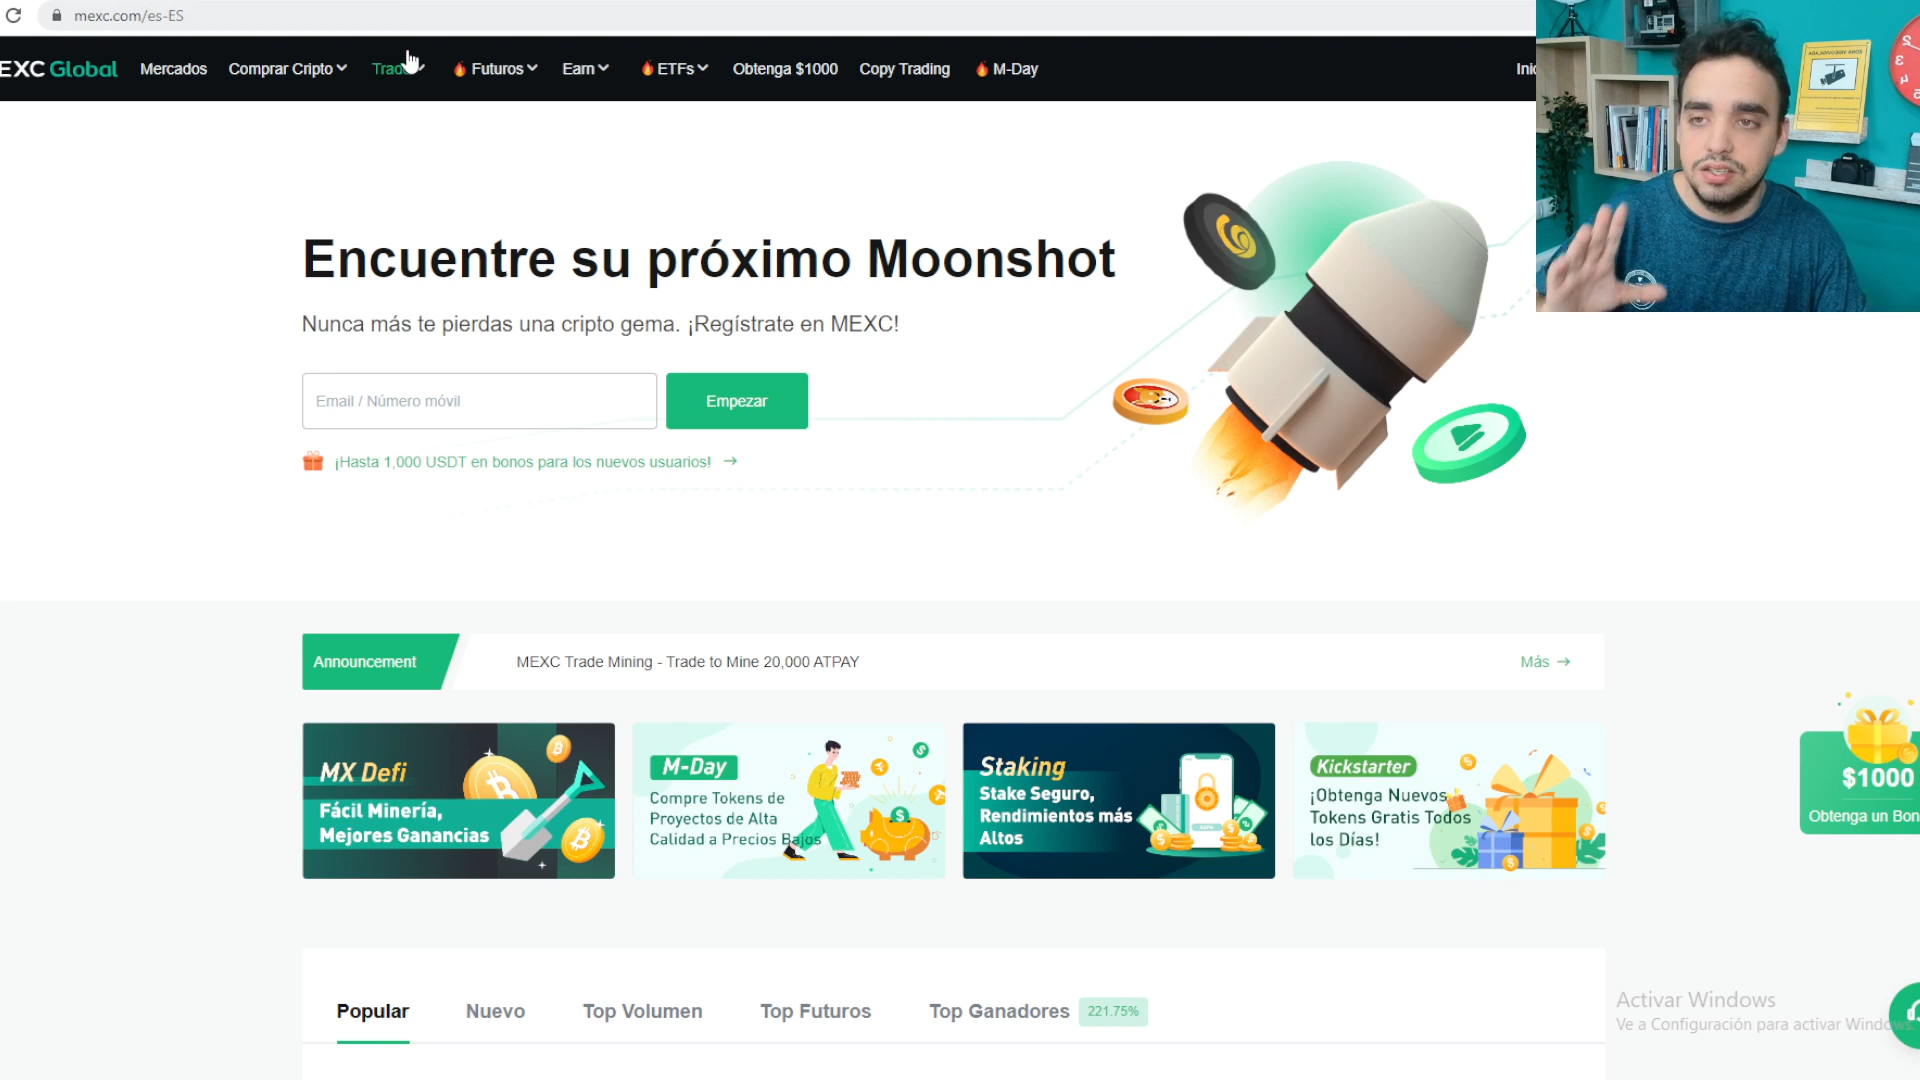 mexc.com/es-ES
EXC Global
Mercados
Comprar Cripto
Futuros
Earn
ETFs
Obtenga $1000
Copy Trading
M-Day
Encuentre su próximo Moonshot
Nunca más te pierdas una cripto gema. ¡Regístrate en MEXC!
Email / Número móvil
Empezar
¡Hasta 1,000 USDT en bonos para los nuevos usuarios! →
Announcement
MEXC Trade Mining - Trade to Mine 20,000 ATPAY
Más →
MX Defi
Fácil Minería,
Mejores Ganancias
M-Day
Compre Tokens de
Proyectos de Alta
Calidad a Precios Bajos
Staking
Stake Seguro,
Rendimientos más
Altos
Kickstarter
¡Obtenga Nuevos
Tokens Gratis Todos
los Días!
$1000
Obtenga un Bon
Popular
Nuevo
Top Volumen
Top Futuros
Top Ganadores
221.75%
Activar Windows
Ve a Configuración para activar Windows.